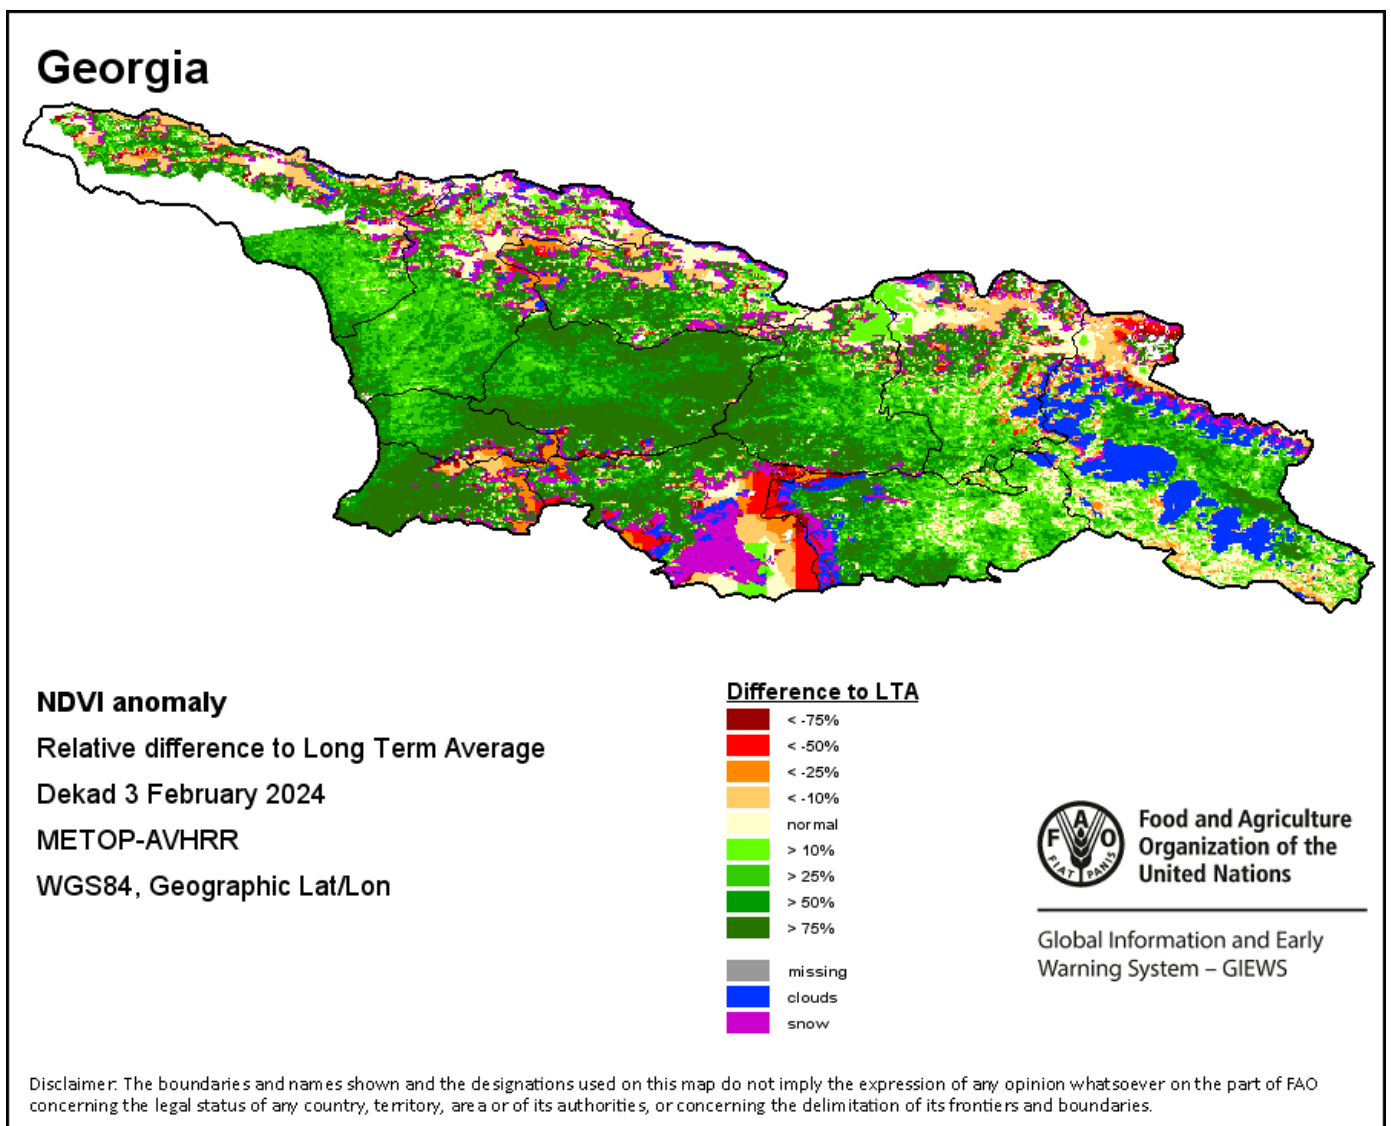 Georgia
NDVI anomaly
Relative difference to Long Term Average
Dekad 3 February 2024
METOP-AVHRR
WGS84, Geographic Lat/Lon
Difference to LTA
< -75%
< -50%
< -25%
< -10%
normal
> 10%
> 25%
> 50%
> 75%
missing
clouds
snow
F A O
FIAT PANIS
Food and Agriculture
Organization of the
United Nations
Global Information and Early
Warning System – GIEWS
Disclaimer: The boundaries and names shown and the designations used on this map do not imply the expression of any opinion whatsoever on the part of FAO
concerning the legal status of any country, territory, area or of its authorities, or concerning the delimitation of its frontiers and boundaries.